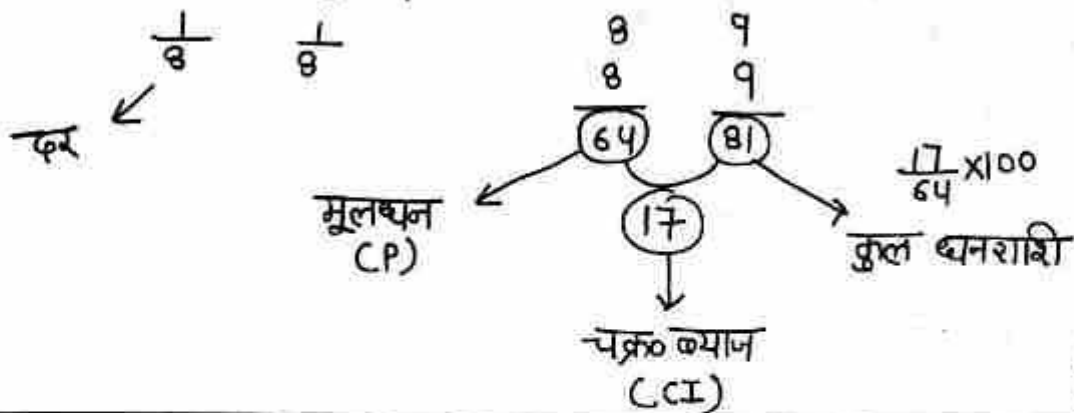 1/8 1/8 8 9
8 9
दर 64 81
17/64 ×100
मूलधन 17 कुल धनराशि
(P)
चक्र० ब्याज
(CI)